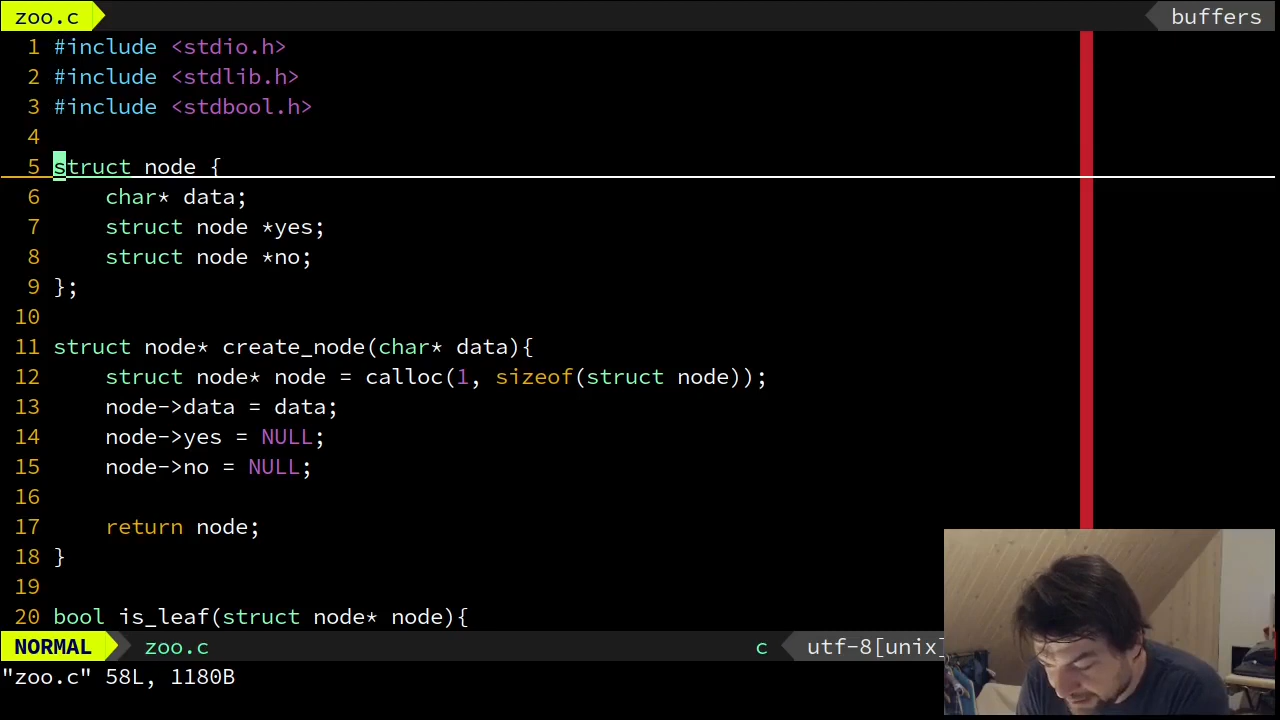 zoo.c
buffers
1 #include <stdio.h>
2 #include <stdlib.h>
3 #include <stdbool.h>
4
5 struct node {
6     char* data;
7     struct node *yes;
8     struct node *no;
9 };
10
11 struct node* create_node(char* data){
12     struct node* node = calloc(1, sizeof(struct node));
13     node->data = data;
14     node->yes = NULL;
15     node->no = NULL;
16
17     return node;
18 }
19
20 bool is_leaf(struct node* node){
NORMAL zoo.c c utf-8[unix]
"zoo.c" 58L, 1180B